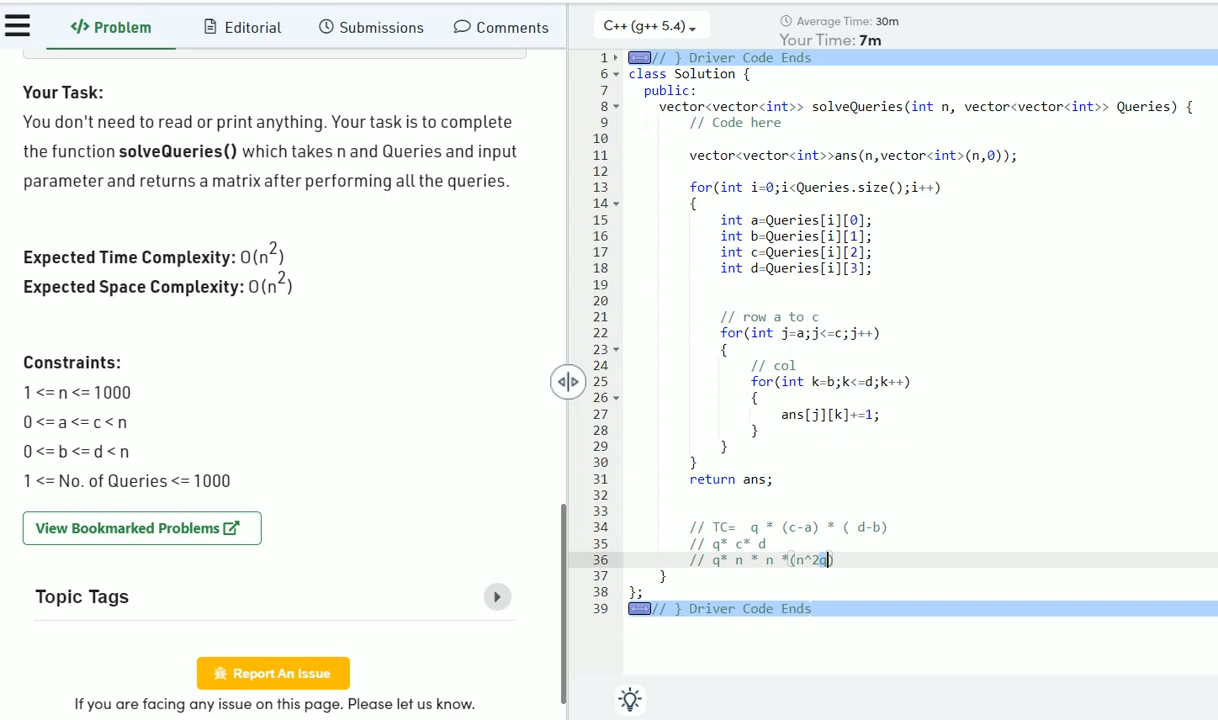 </> Problem
Editorial
Submissions
Comments
Your Task:
You don't need to read or print anything. Your task is to complete
the function solveQueries() which takes n and Queries and input
parameter and returns a matrix after performing all the queries.
Expected Time Complexity: O(n2)
Expected Space Complexity: O(n2)
Constraints:
1 <= n <= 1000
0 <= a <= c < n
0 <= b <= d < n
1 <= No. of Queries <= 1000
View Bookmarked Problems
Topic Tags
Report An Issue
If you are facing any issue on this page. Please let us know.
C++ (g++ 5.4)
Average Time: 30m
Your Time: 7m
1 // } Driver Code Ends
6 class Solution {
7 public:
8 vector<vector<int>> solveQueries(int n, vector<vector<int>> Queries) {
9 // Code here
10
11 vector<vector<int>>ans(n,vector<int>(n,0));
12
13 for(int i=0;i<Queries.size();i++)
14 {
15 int a=Queries[i][0];
16 int b=Queries[i][1];
17 int c=Queries[i][2];
18 int d=Queries[i][3];
19
20
21 // row a to c
22 for(int j=a;j<=c;j++)
23 {
24 // col
25 for(int k=b;k<=d;k++)
26 {
27 ans[j][k]+=1;
28 }
29 }
30 }
31 return ans;
32
33
34 // TC= q * (c-a) * ( d-b)
35 // q* c* d
36 // q* n * n *(n^2q)
37 }
38 };
39 // } Driver Code Ends